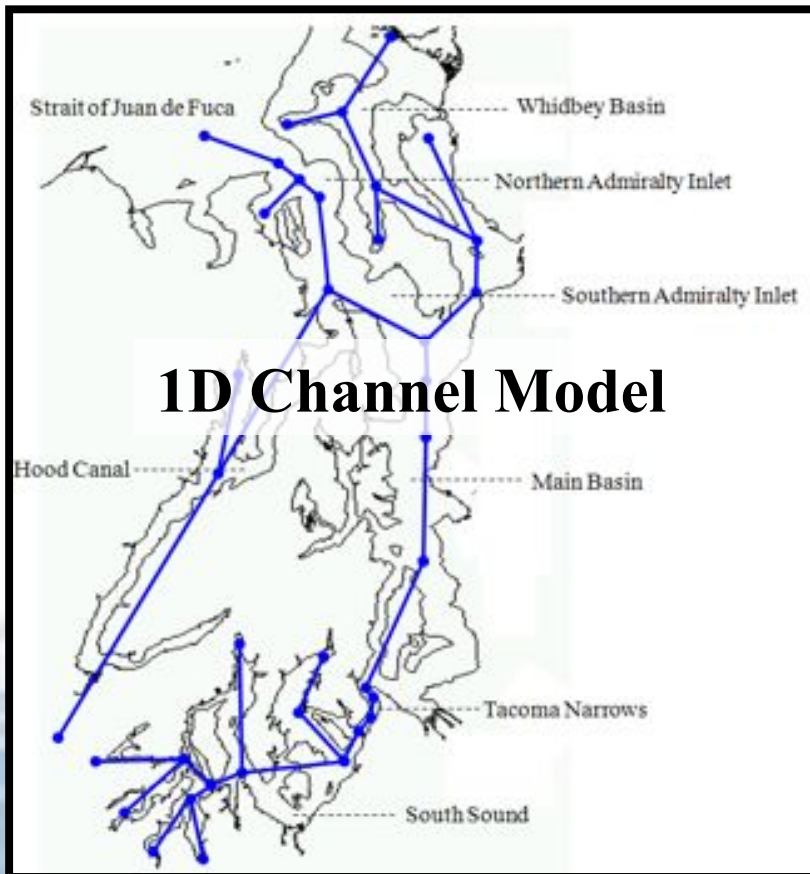 Strait of Juan de Fuca
Whidbey Basin
Northern Admiralty Inlet
Southern Admiralty Inlet
1D Channel Model
Hood Canal
Main Basin
Tacoma Narrows
South Sound